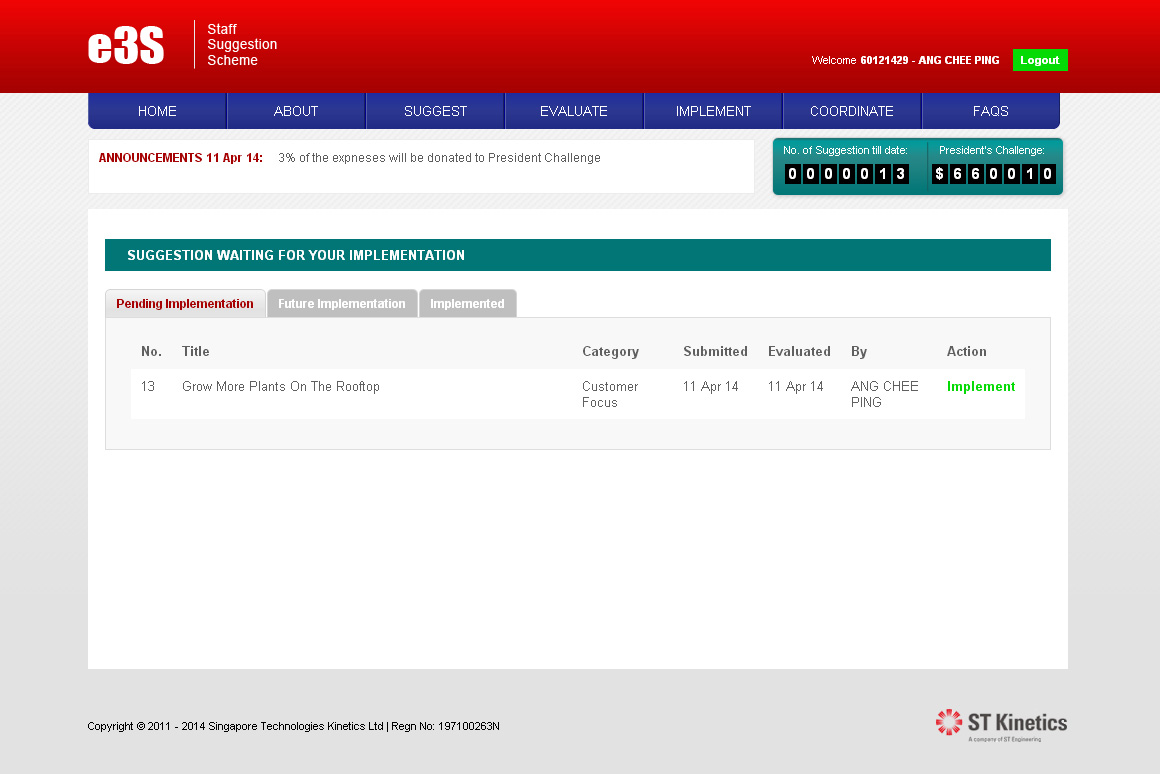 e3S
Staff
Suggestion
Scheme
Welcome 60121429 - ANG CHEE PING Logout
HOME ABOUT SUGGEST EVALUATE IMPLEMENT COORDINATE FAQS
ANNOUNCEMENTS 11 Apr 14: 3% of the expneses will be donated to President Challenge
No. of Suggestion till date: President's Challenge:
0000013 $660010
SUGGESTION WAITING FOR YOUR IMPLEMENTATION
Pending Implementation Future Implementation Implemented
No. Title Category Submitted Evaluated By Action
13 Grow More Plants On The Rooftop Customer 11 Apr 14 11 Apr 14 ANG CHEE Implement
Focus PING
Copyright © 2011 - 2014 Singapore Technologies Kinetics Ltd | Regn No: 197100263N
ST Kinetics
A company of ST Engineering